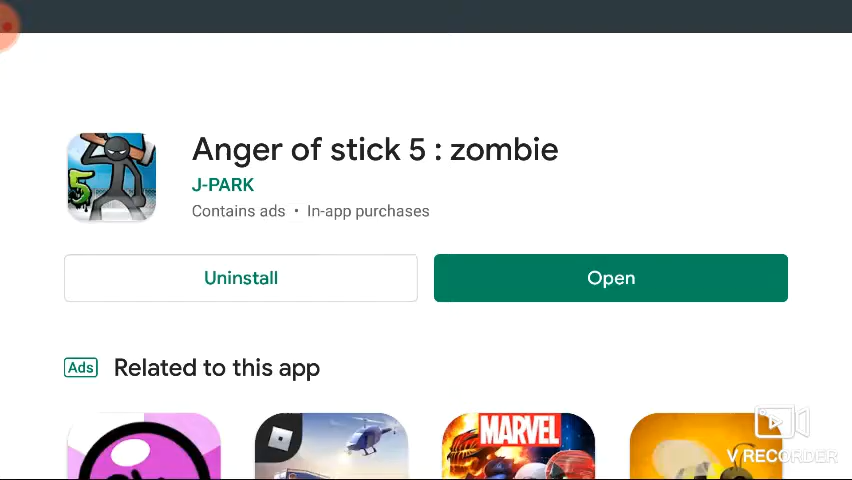 Anger of stick 5 : zombie
5
J-PARK
Contains ads • In-app purchases
Uninstall
Open
Ads Related to this app
MARVEL
V RECORDER